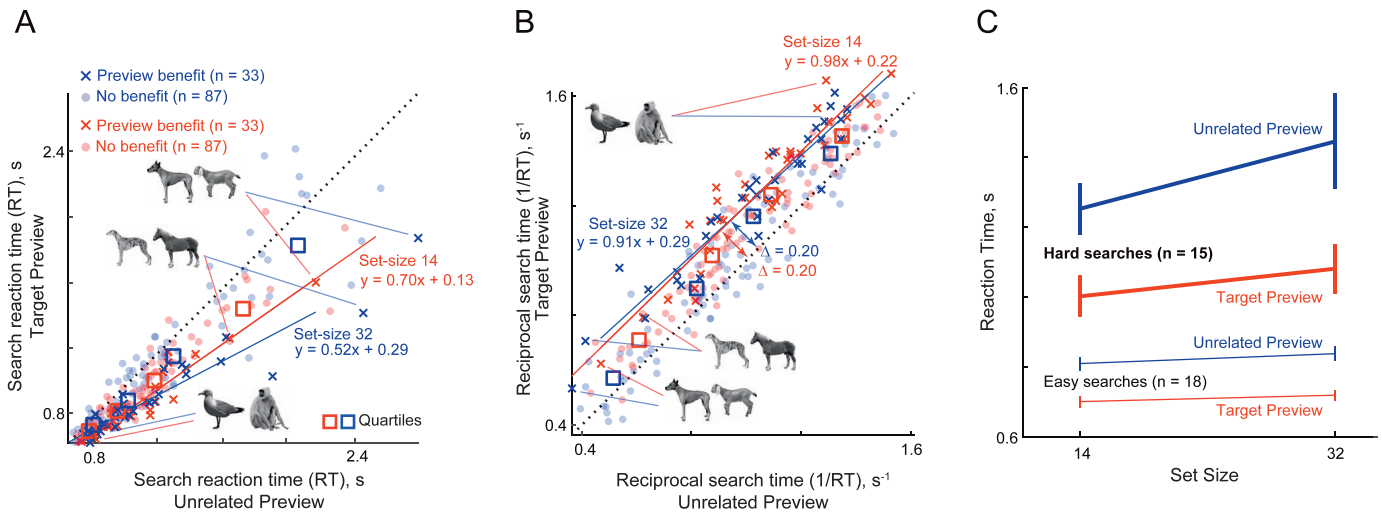 A
Preview benefit (n = 33)
No benefit (n = 87)
Preview benefit (n = 33)
No benefit (n = 87)
Search reaction time (RT), s
Target Preview
2.4
0.8
Set-size 14
y = 0.70x + 0.13
Set-size 32
y = 0.52x + 0.29
Quartiles
0.8
2.4
Search reaction time (RT), s
Unrelated Preview
B
Set-size 14
y = 0.98x + 0.22
Reciprocal search time (1/RT), s⁻¹
Target Preview
1.6
0.4
Set-size 32
y = 0.91x + 0.29
Δ = 0.20
Δ = 0.20
0.4
1.6
Reciprocal search time (1/RT), s⁻¹
Unrelated Preview
C
Reaction Time, s
1.6
0.6
Unrelated Preview
Hard searches (n = 15)
Target Preview
Unrelated Preview
Easy searches (n = 18)
Target Preview
14
32
Set Size